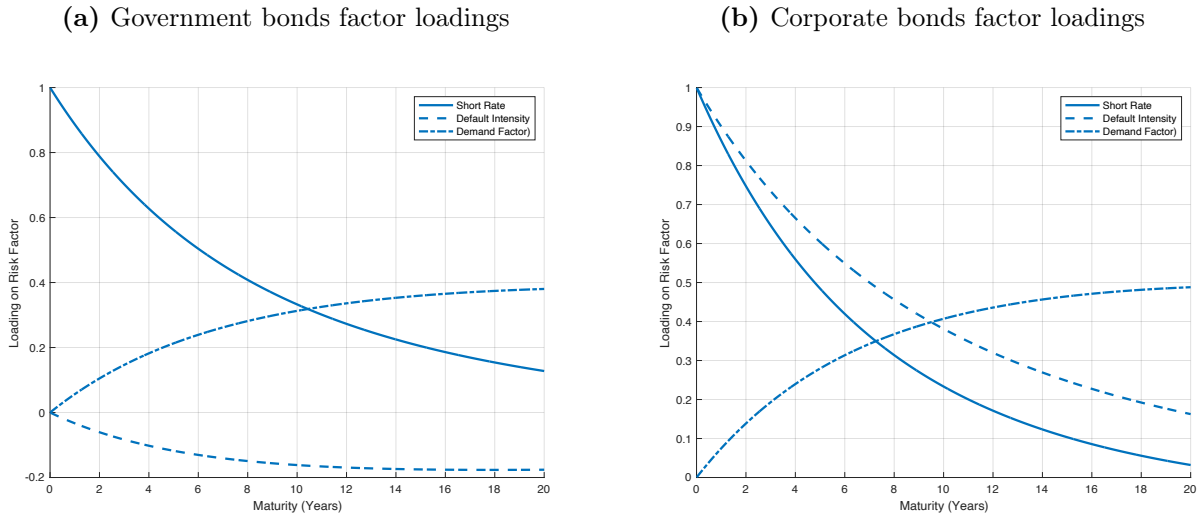 (a) Government bonds factor loadings
Short Rate
Default Intensity
Demand Factor)
Loading on Risk Factor
1
0.8
0.6
0.4
0.2
0
-0.2
0 2 4 6 8 10 12 14 16 18 20
Maturity (Years)
(b) Corporate bonds factor loadings
Short Rate
Default Intensity
Demand Factor)
Loading on Risk Factor
1
0.9
0.8
0.7
0.6
0.5
0.4
0.3
0.2
0.1
0
0 2 4 6 8 10 12 14 16 18 20
Maturity (Years)